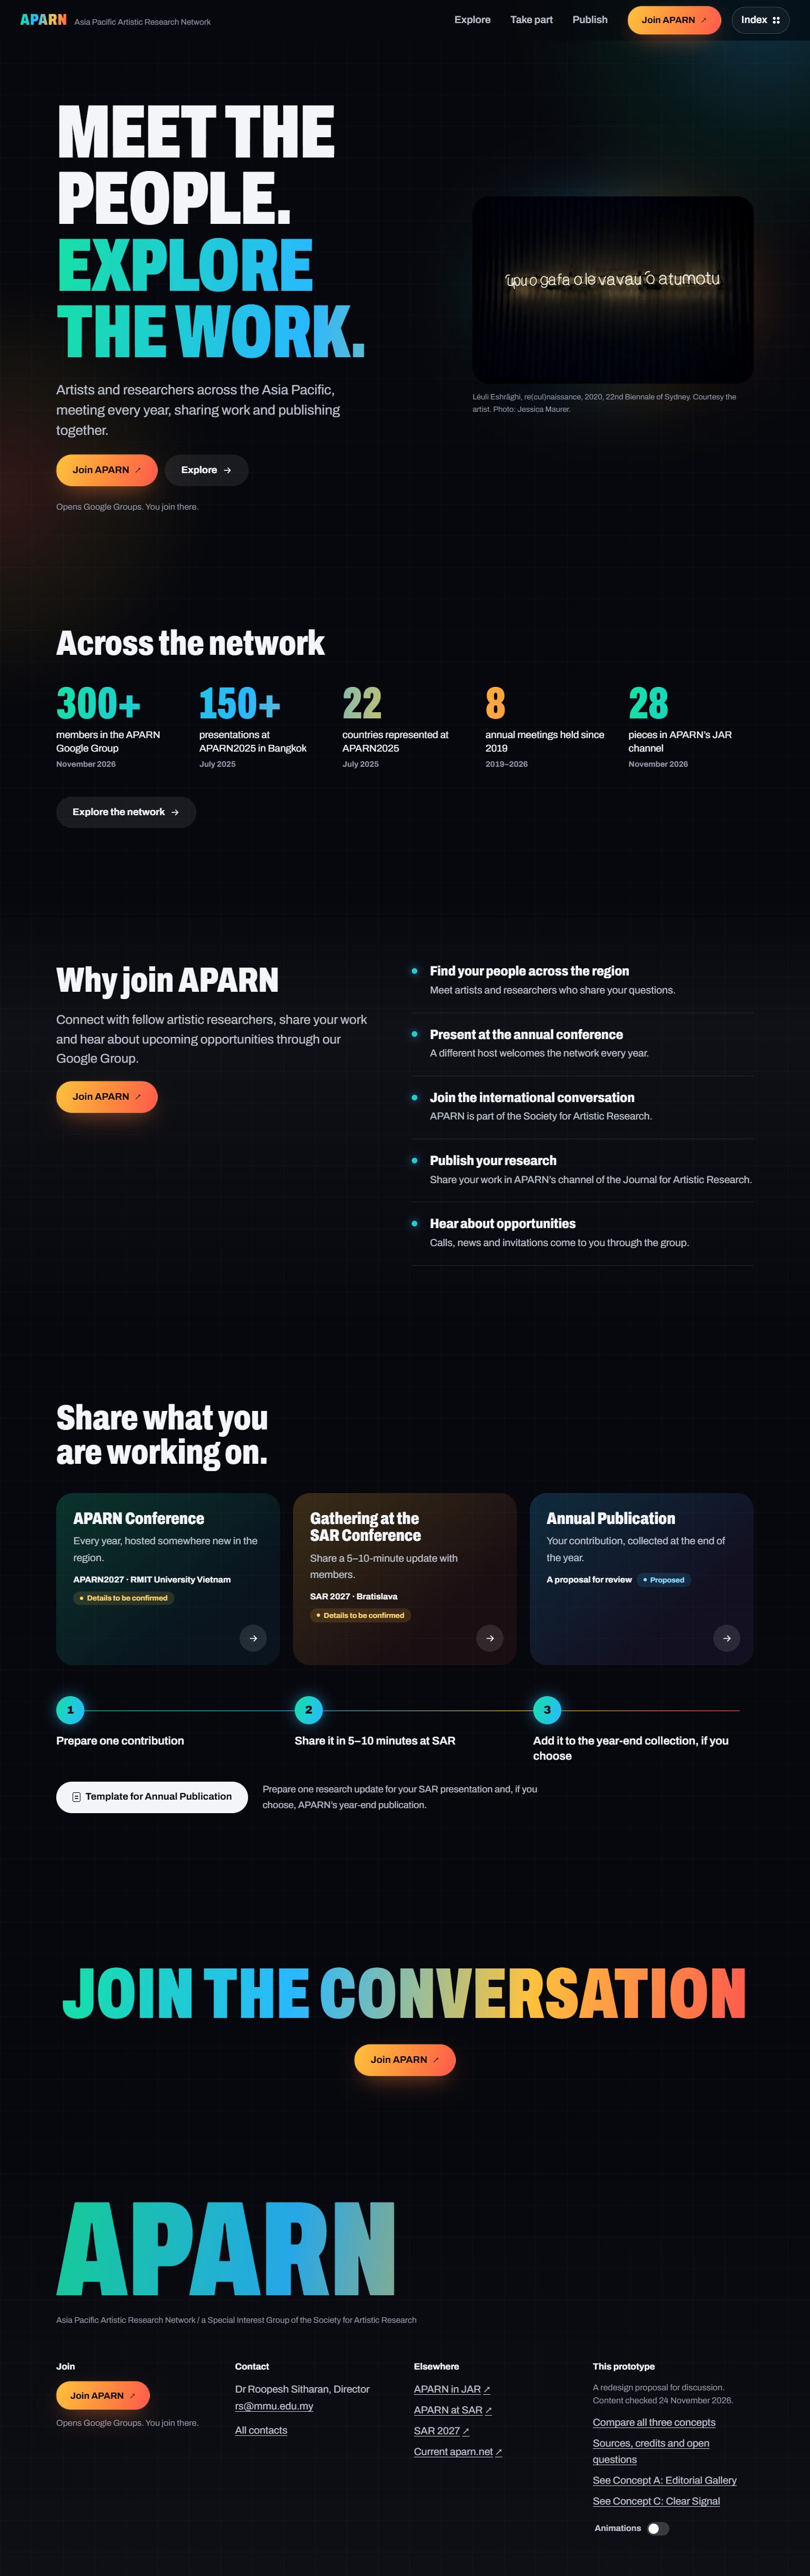 APARN Asia Pacific Artistic Research Network
Explore Take part Publish Join APARN ↗ Index
MEET THE
PEOPLE.
EXPLORE
THE WORK.
Artists and researchers across the Asia Pacific,
meeting every year, sharing work and publishing
together.
Join APARN ↗ Explore →
Opens Google Groups. You join there.
o gafa o le vavau ō atumotu
Léuli Eshrāghi, re(cul)naissance, 2020, 22nd Biennale of Sydney. Courtesy the
artist. Photo: Jessica Maurer.
Across the network
300+
members in the APARN
Google Group
November 2026
150+
presentations at
APARN2025 in Bangkok
July 2025
22
countries represented at
APARN2025
July 2025
8
annual meetings held since
2019
2019–2026
28
pieces in APARN's JAR
channel
November 2026
Explore the network →
Why join APARN
Connect with fellow artistic researchers, share your work
and hear about upcoming opportunities through our
Google Group.
Join APARN ↗
Find your people across the region
Meet artists and researchers who share your questions.
Present at the annual conference
A different host welcomes the network every year.
Join the international conversation
APARN is part of the Society for Artistic Research.
Publish your research
Share your work in APARN's channel of the Journal for Artistic Research.
Hear about opportunities
Calls, news and invitations come to you through the group.
Share what you
are working on.
APARN Conference
Every year, hosted somewhere new in the
region.
APARN2027 · RMIT University Vietnam
Details to be confirmed
→
Gathering at the
SAR Conference
Share a 5–10-minute update with
members.
SAR 2027 · Bratislava
Details to be confirmed
→
Annual Publication
Your contribution, collected at the end of
the year.
A proposal for review Proposed
→
1
Prepare one contribution
2
Share it in 5–10 minutes at SAR
3
Add it to the year-end collection, if you
choose
Template for Annual Publication
Prepare one research update for your SAR presentation and, if you
choose, APARN's year-end publication.
JOIN THE CONVERSATION
Join APARN ↗
APARN
Asia Pacific Artistic Research Network / a Special Interest Group of the Society for Artistic Research
Join
Join APARN ↗
Opens Google Groups. You join there.
Contact
Dr Roopesh Sitharan, Director
rs@mmu.edu.my
All contacts
Elsewhere
APARN in JAR ↗
APARN at SAR ↗
SAR 2027 ↗
Current aparn.net ↗
This prototype
A redesign proposal for discussion.
Content checked 24 November 2026.
Compare all three concepts
Sources, credits and open
questions
See Concept A: Editorial Gallery
See Concept C: Clear Signal
Animations